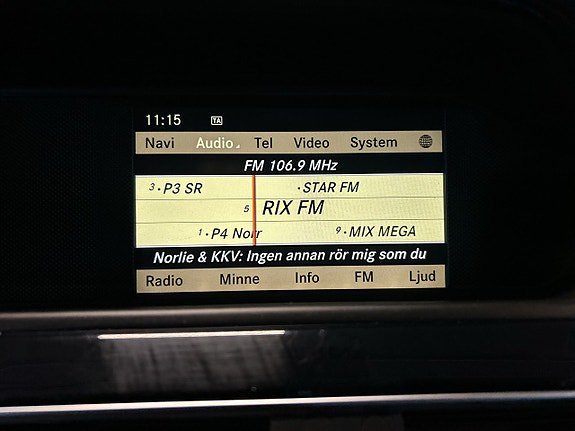 11:15 TA
Navi Audio Tel Video System
FM 106.9 MHz
3·P3 SR ·STAR FM
5 RIX FM
1·P4 Norr 9·MIX MEGA
Norlie & KKV: Ingen annan rör mig som du
Radio Minne Info FM Ljud